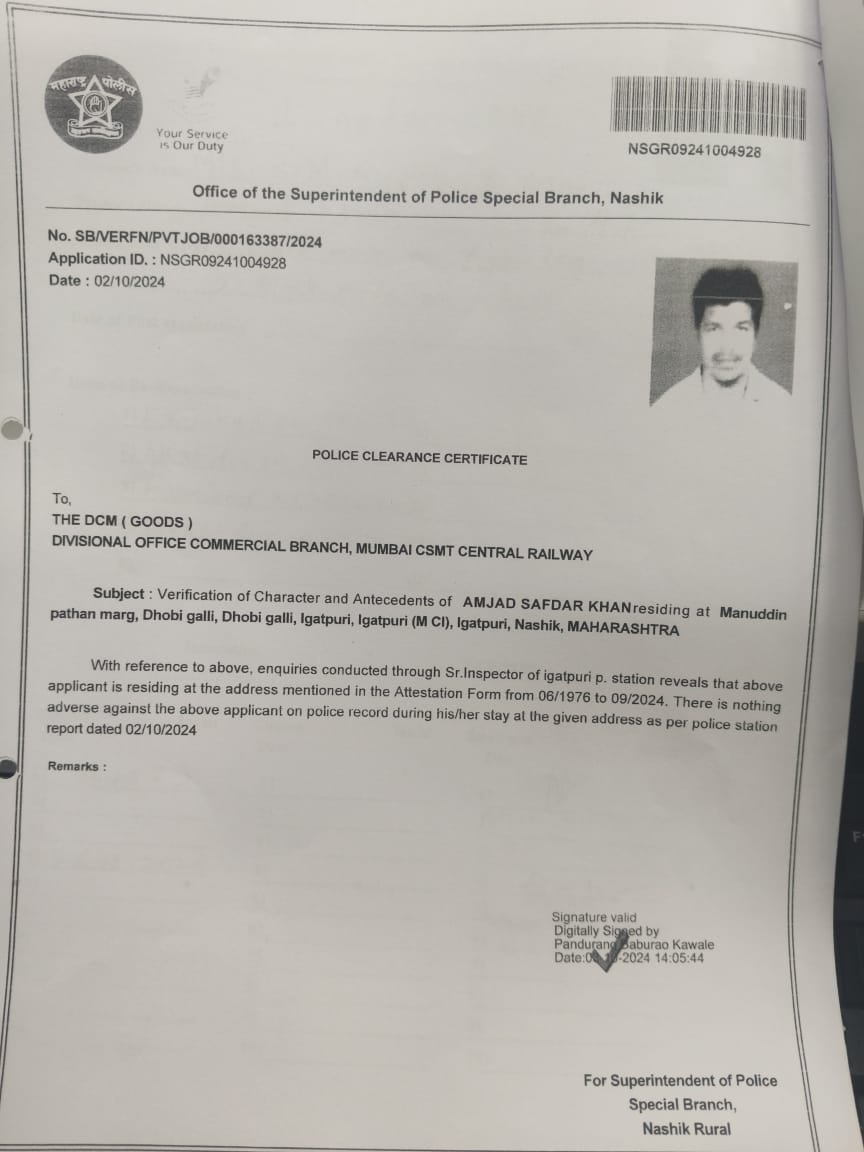 महाराष्ट्र पोलीस
Your Service
is Our Duty
NSGR09241004928
Office of the Superintendent of Police Special Branch, Nashik
No. SB/VERFN/PVTJOB/000163387/2024
Application ID. : NSGR09241004928
Date : 02/10/2024
POLICE CLEARANCE CERTIFICATE
To,
THE DCM ( GOODS )
DIVISIONAL OFFICE COMMERCIAL BRANCH, MUMBAI CSMT CENTRAL RAILWAY
Subject : Verification of Character and Antecedents of AMJAD SAFDAR KHANresiding at Manuddin
pathan marg, Dhobi galli, Dhobi galli, Igatpuri, Igatpuri (M Cl), Igatpuri, Nashik, MAHARASHTRA
With reference to above, enquiries conducted through Sr.Inspector of igatpuri p. station reveals that above
applicant is residing at the address mentioned in the Attestation Form from 06/1976 to 09/2024. There is nothing
adverse against the above applicant on police record during his/her stay at the given address as per police station
report dated 02/10/2024
Remarks :
Signature valid
Digitally Signed by
Pandurang Baburao Kawale
-2024 14:05:44
For Superintendent of Police
Special Branch,
Nashik Rural